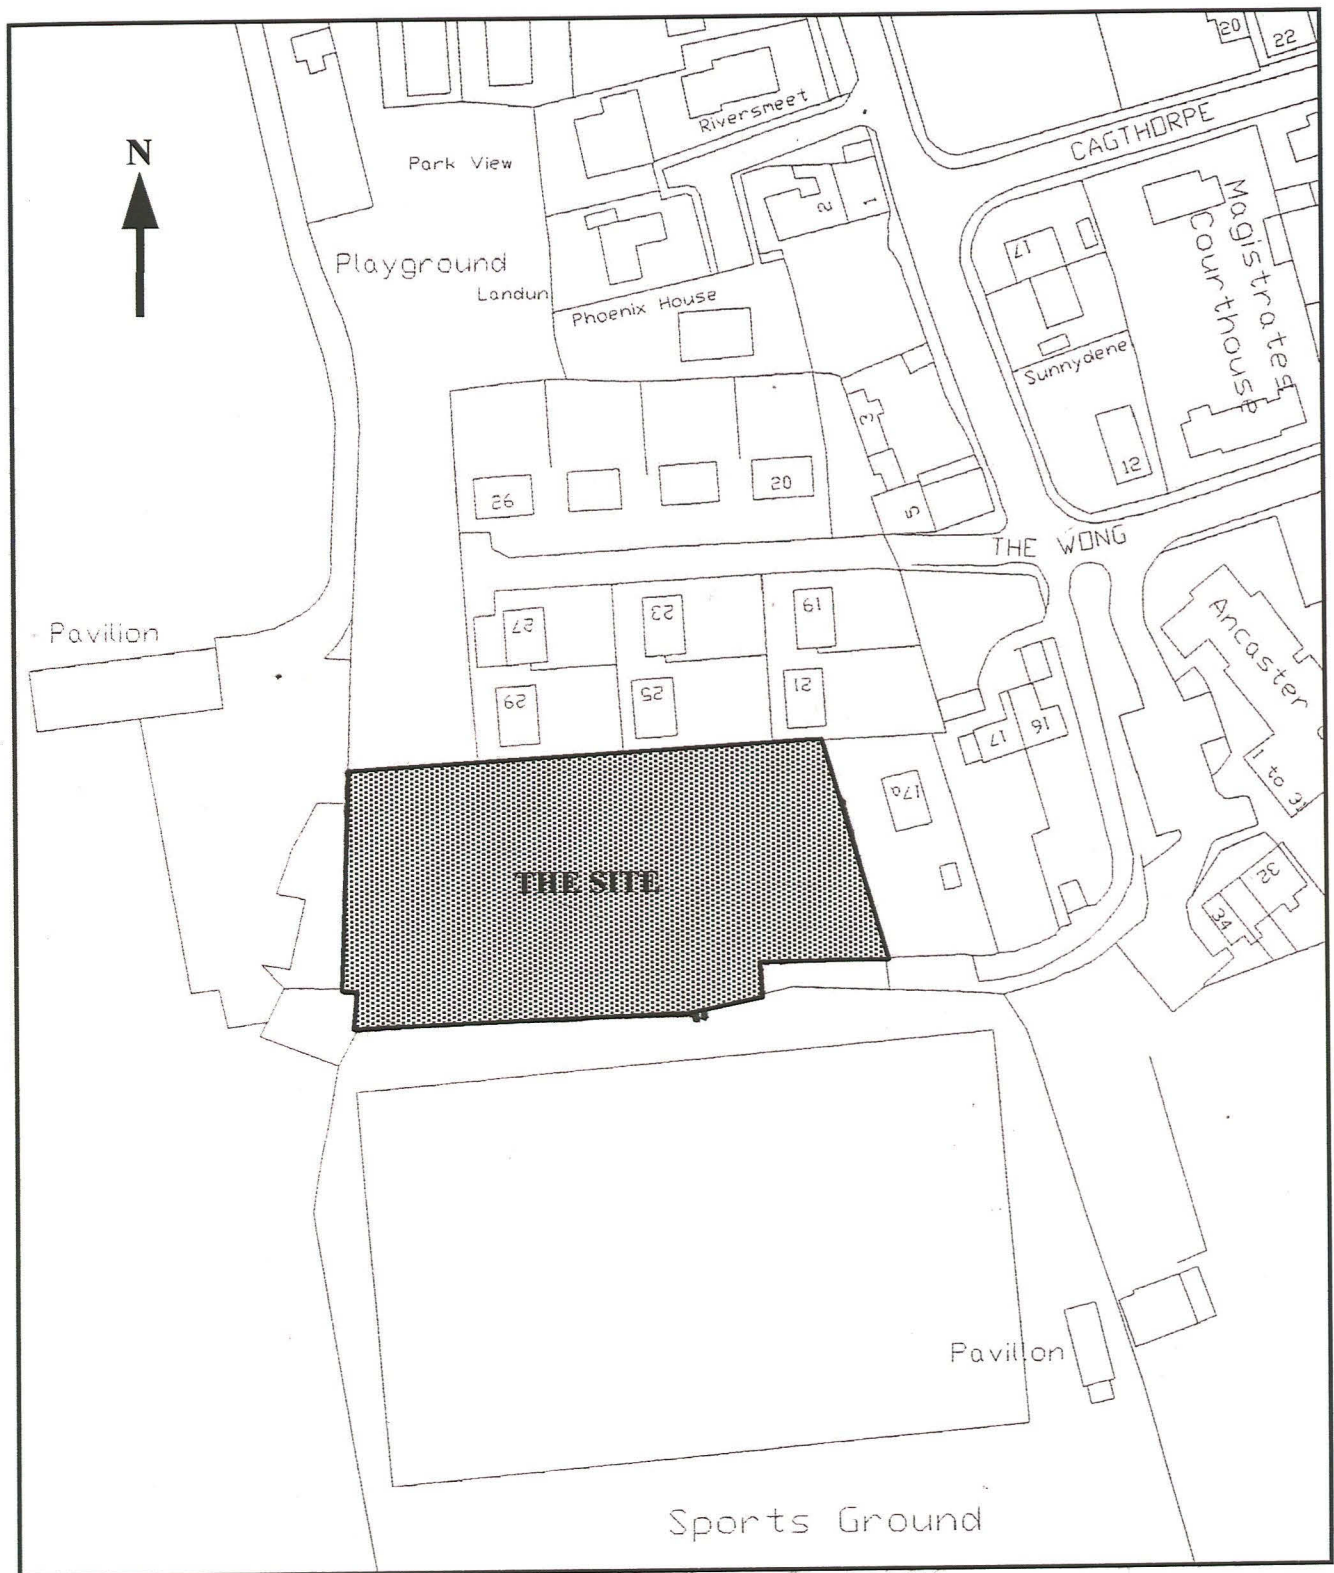 20
22
N
CAGTHORPE
Riversmeet
Park View
Magistrates
Courthouse
2
1
17
Playground
Landun
Phoenix House
Sunnydene
3
12
26
20
5
THE WONG
Pavilion
27
23
19
Ancaster
29
25
21
17
16
17a
1 to 31
THE SITE
32
34
Pavilion
Sports Ground